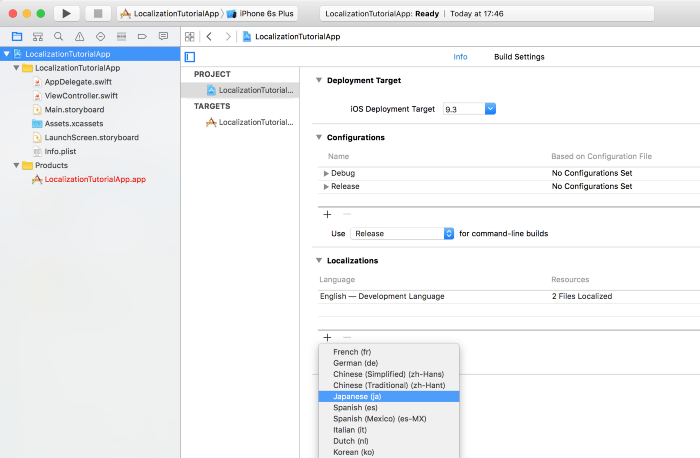 LocalizationTutorialApp
iPhone 6s Plus
LocalizationTutorialApp: Ready
Today at 17:46
LocalizationTutorialApp
LocalizationTutorialApp
LocalizationTutorialApp
AppDelegate.swift
ViewController.swift
Main.storyboard
Assets.xcassets
LaunchScreen.storyboard
Info.plist
Products
LocalizationTutorialApp.app
Info
Build Settings
PROJECT
LocalizationTutorial...
TARGETS
LocalizationTutorial...
Deployment Target
iOS Deployment Target 9.3
Configurations
Name Based on Configuration File
Debug No Configurations Set
Release No Configurations Set
Use Release for command-line builds
Localizations
Language Resources
English — Development Language 2 Files Localized
French (fr)
German (de)
Chinese (Simplified) (zh-Hans)
Chinese (Traditional) (zh-Hant)
Japanese (ja)
Spanish (es)
Spanish (Mexico) (es-MX)
Italian (it)
Dutch (nl)
Korean (ko)